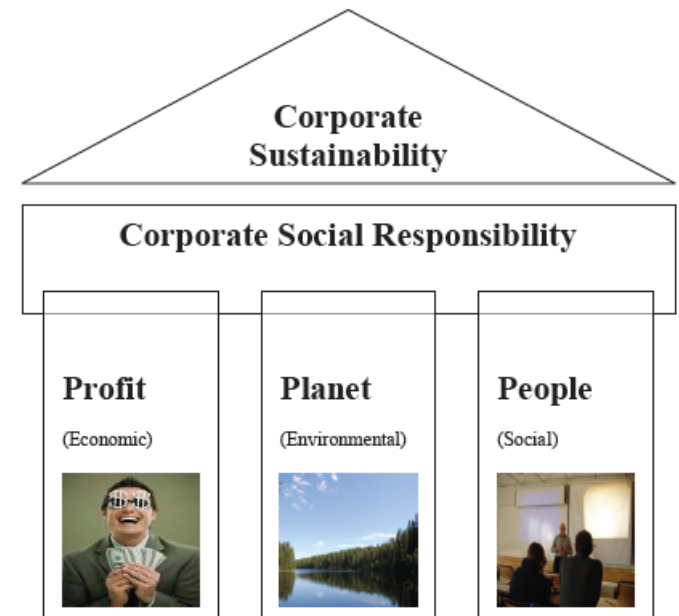 Corporate
Sustainability
Corporate Social Responsibility
Profit
(Economic)
Planet
(Environmental)
People
(Social)